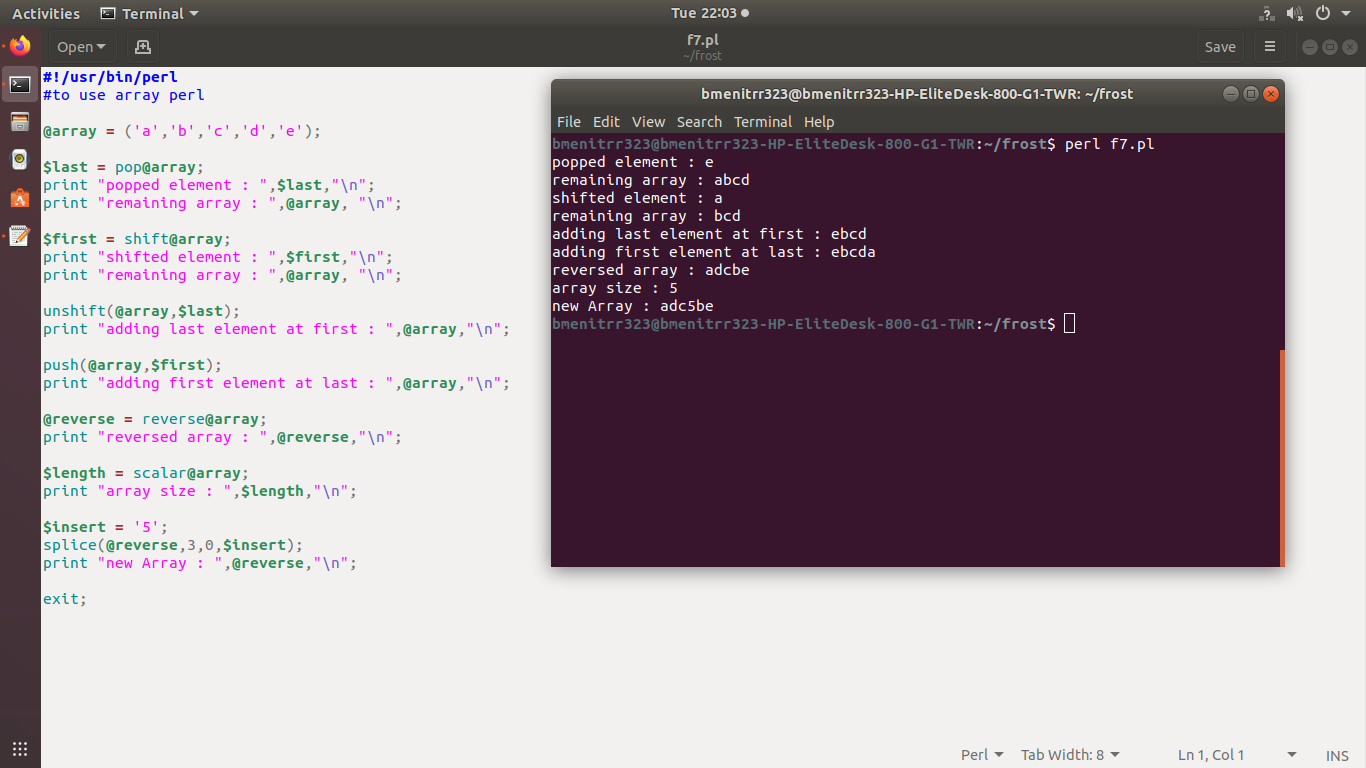 Activities Terminal Tue 22:03
Open f7.pl Save
~/frost
#!/usr/bin/perl
#to use array perl
@array = ('a','b','c','d','e');
$last = pop@array;
print "popped element : ",$last,"\n";
print "remaining array : ",@array, "\n";
$first = shift@array;
print "shifted element : ",$first,"\n";
print "remaining array : ",@array, "\n";
unshift(@array,$last);
print "adding last element at first : ",@array,"\n";
push(@array,$first);
print "adding first element at last : ",@array,"\n";
@reverse = reverse@array;
print "reversed array : ",@reverse,"\n";
$length = scalar@array;
print "array size : ",$length,"\n";
$insert = '5';
splice(@reverse,3,0,$insert);
print "new Array : ",@reverse,"\n";
exit;
bmenitrr323@bmenitrr323-HP-EliteDesk-800-G1-TWR: ~/frost
File Edit View Search Terminal Help
bmenitrr323@bmenitrr323-HP-EliteDesk-800-G1-TWR:~/frost$ perl f7.pl
popped element : e
remaining array : abcd
shifted element : a
remaining array : bcd
adding last element at first : ebcd
adding first element at last : ebcda
reversed array : adcbe
array size : 5
new Array : adc5be
bmenitrr323@bmenitrr323-HP-EliteDesk-800-G1-TWR:~/frost$
Perl Tab Width: 8 Ln 1, Col 1 INS